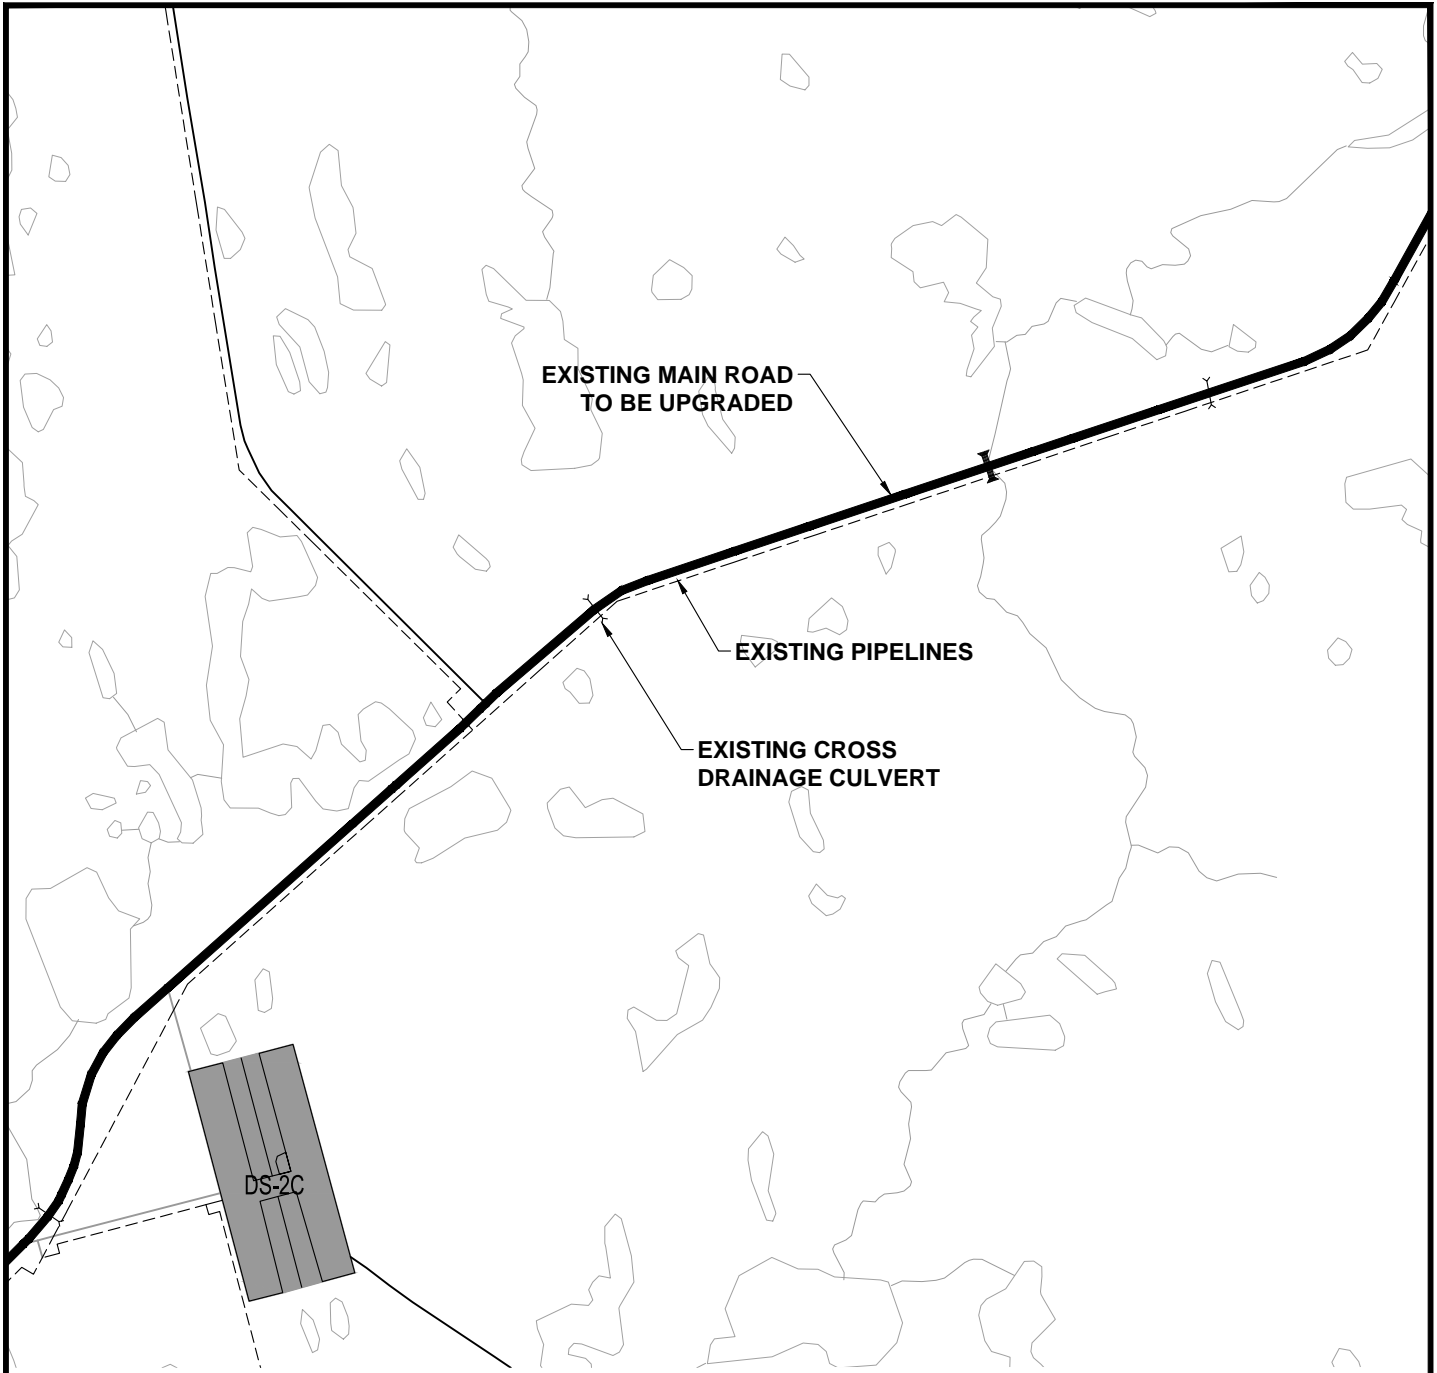 EXISTING MAIN ROAD
TO BE UPGRADED
EXISTING PIPELINES
EXISTING CROSS
DRAINAGE CULVERT
DS-2C